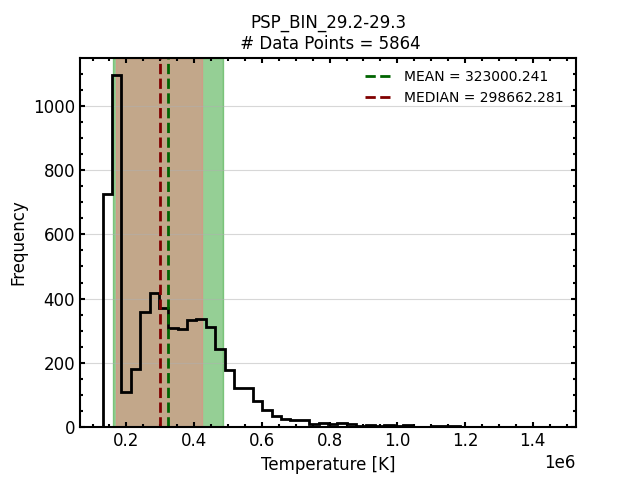 PSP_BIN_29.2-29.3
# Data Points = 5864
MEAN = 323000.241
MEDIAN = 298662.281
Frequency
1000
800
600
400
200
0
0.2 0.4 0.6 0.8 1.0 1.2 1.4
1e6
Temperature [K]